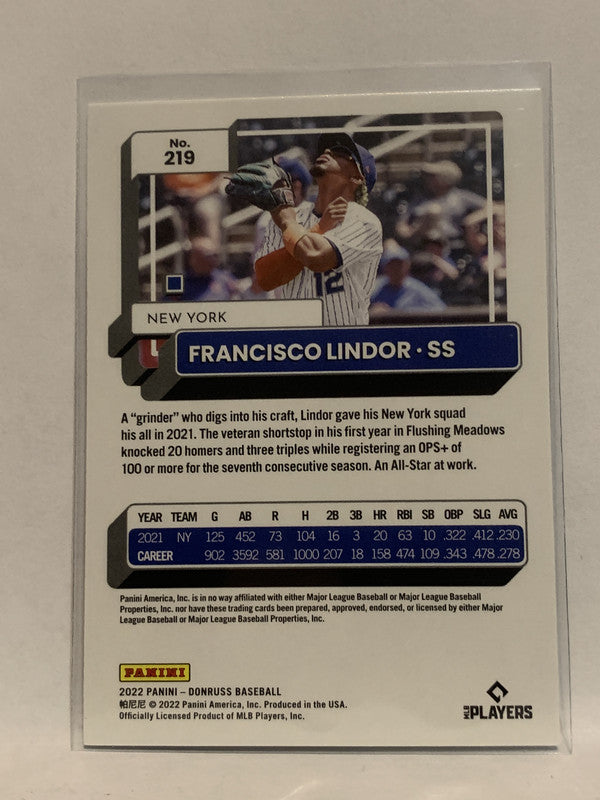 No.
219
12
NEW YORK
FRANCISCO LINDOR · SS
A “grinder” who digs into his craft, Lindor gave his New York squad
his all in 2021. The veteran shortstop in his first year in Flushing Meadows
knocked 20 homers and three triples while registering an OPS+ of
100 or more for the seventh consecutive season. An All-Star at work.
YEAR TEAM G AB R H 2B 3B HR RBI SB OBP SLG AVG
2021 NY 125 452 73 104 16 3 20 63 10 .322 .412 .230
CAREER 902 3592 581 1000 207 18 158 474 109 .343 .478 .278
Panini America, Inc. is in no way affiliated with either Major League Baseball or Major League Baseball
Properties, Inc. nor have these trading cards been prepared, approved, endorsed, or licensed by either Major
League Baseball or Major League Baseball Properties, Inc.
PANINI
2022 PANINI – DONRUSS BASEBALL
帕尼尼 © 2022 Panini America, Inc. Produced in the USA.
Officially Licensed Product of MLB Players, Inc.
MLB PLAYERS